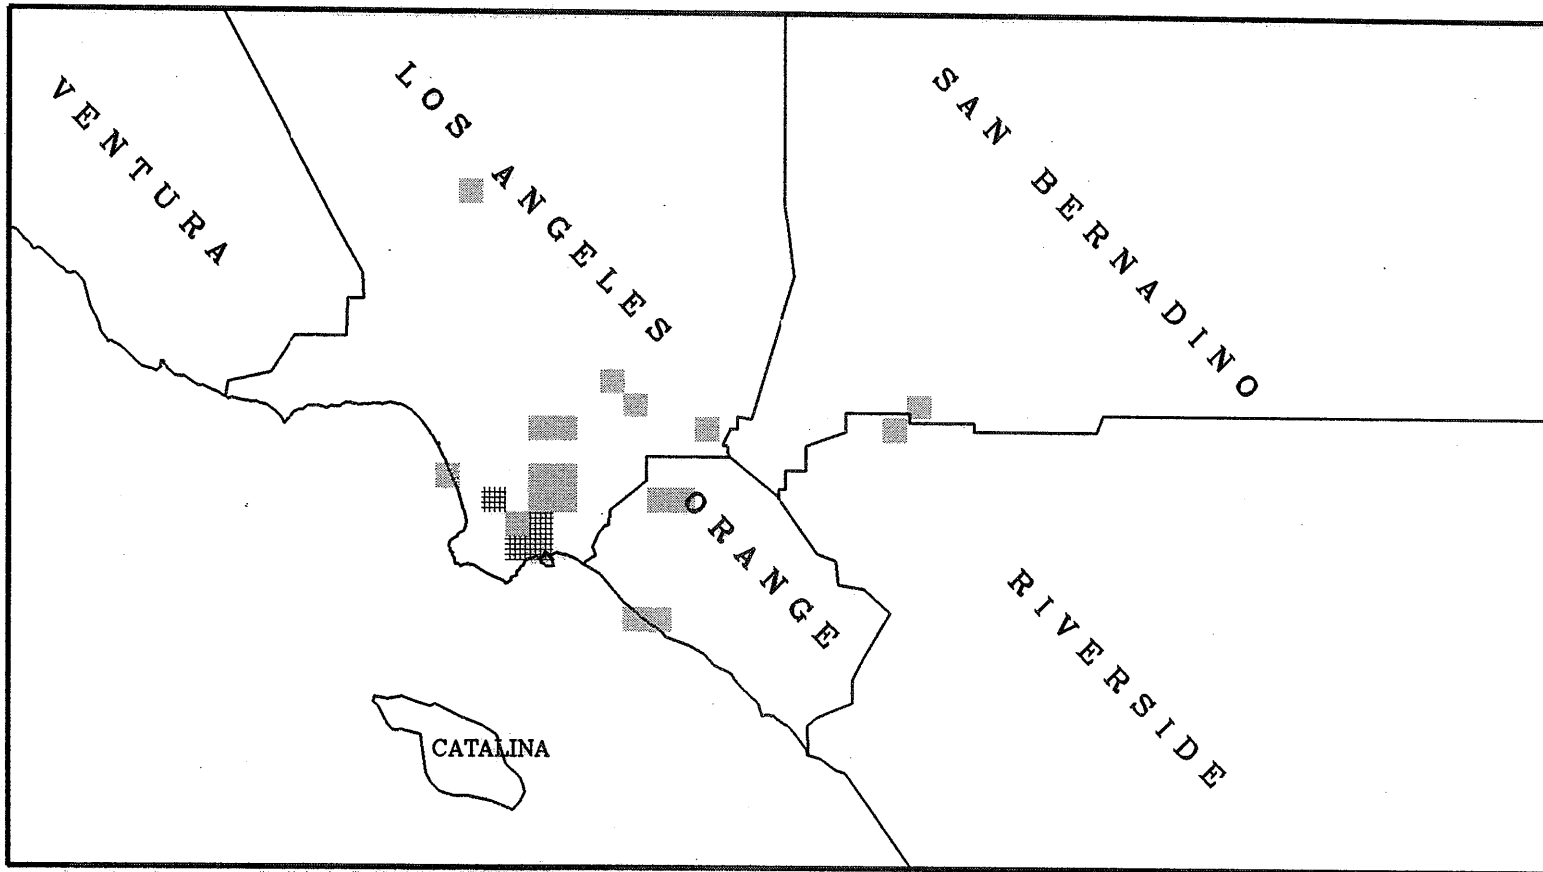 VENTURA
LOS ANGELES
SAN BERNADINO
ORANGE
RIVERSIDE
CATALINA